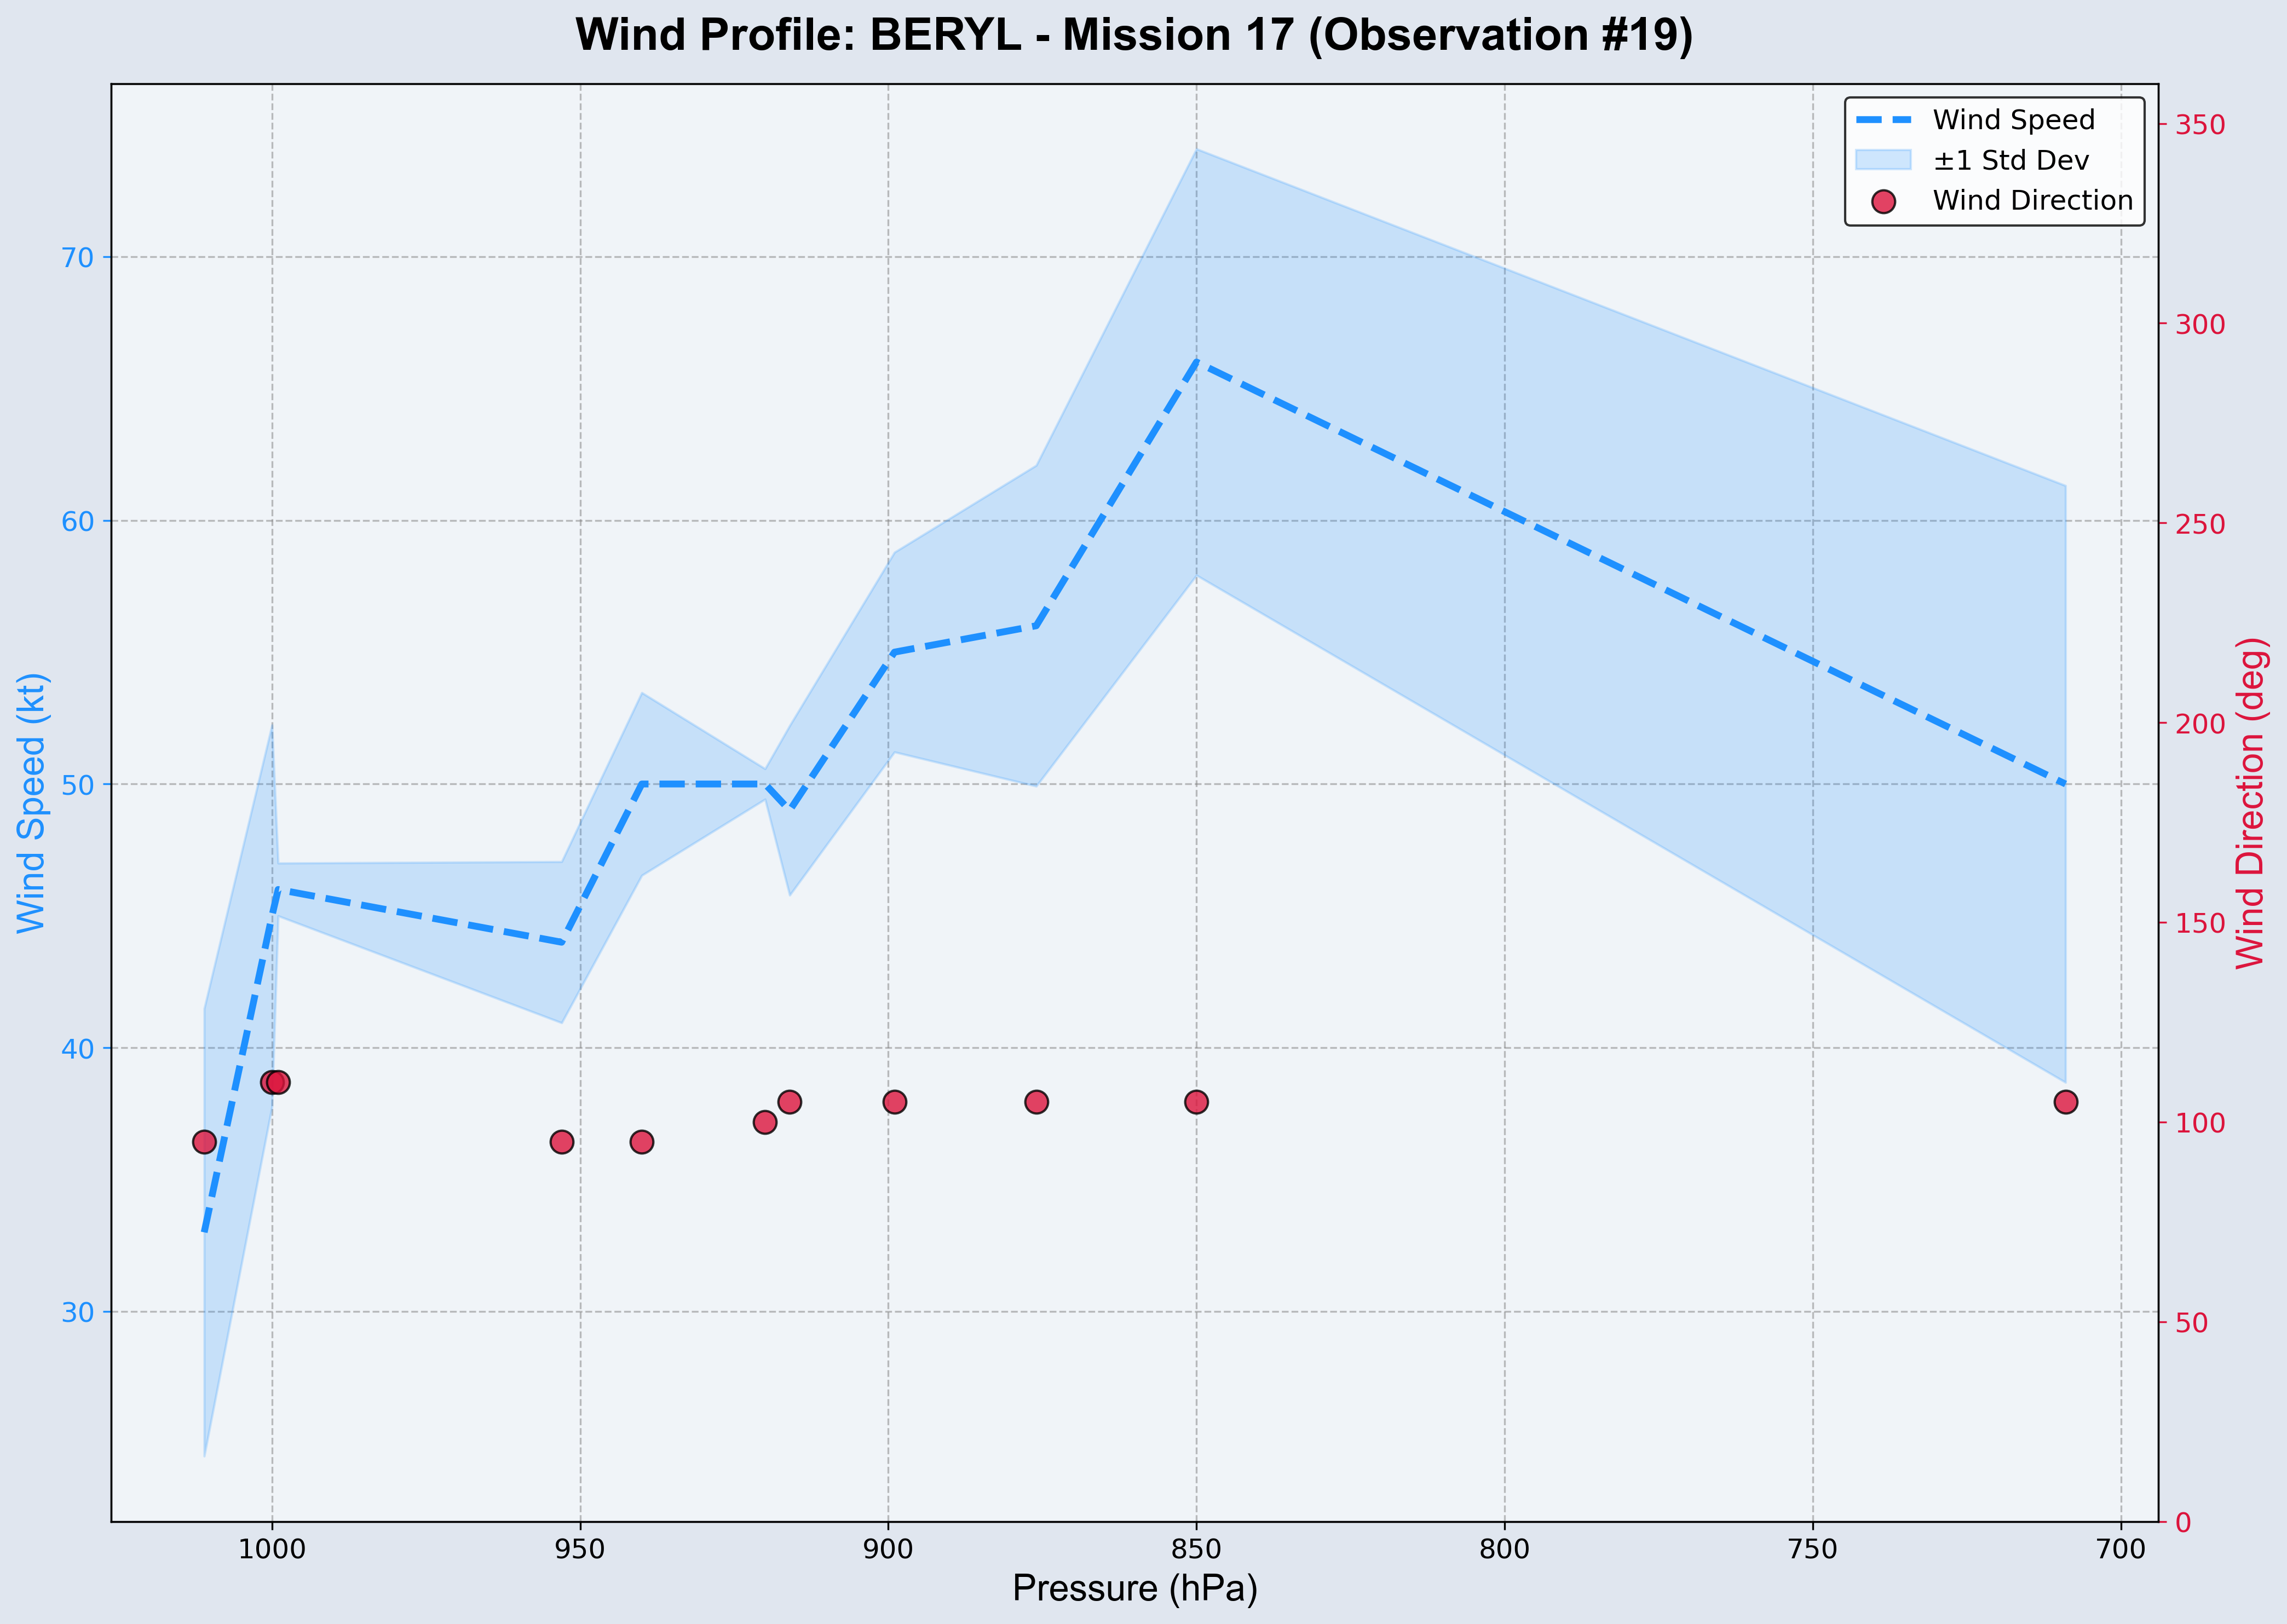 Wind Profile: BERYL - Mission 17 (Observation #19)
Wind Speed
±1 Std Dev
Wind Direction
70
60
50
40
30
Wind Speed (kt)
350
300
250
200
150
100
50
0
Wind Direction (deg)
1000 950 900 850 800 750 700
Pressure (hPa)